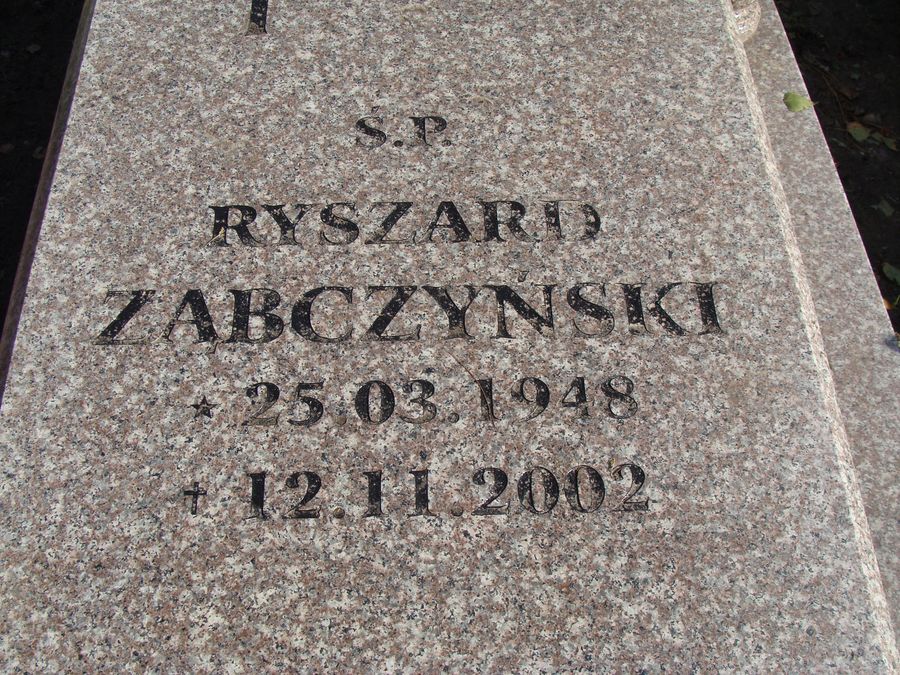 Ś.P.
RYSZARD
ZĄBCZYŃSKI
* 25.03.1948
✝ 12.11.2002